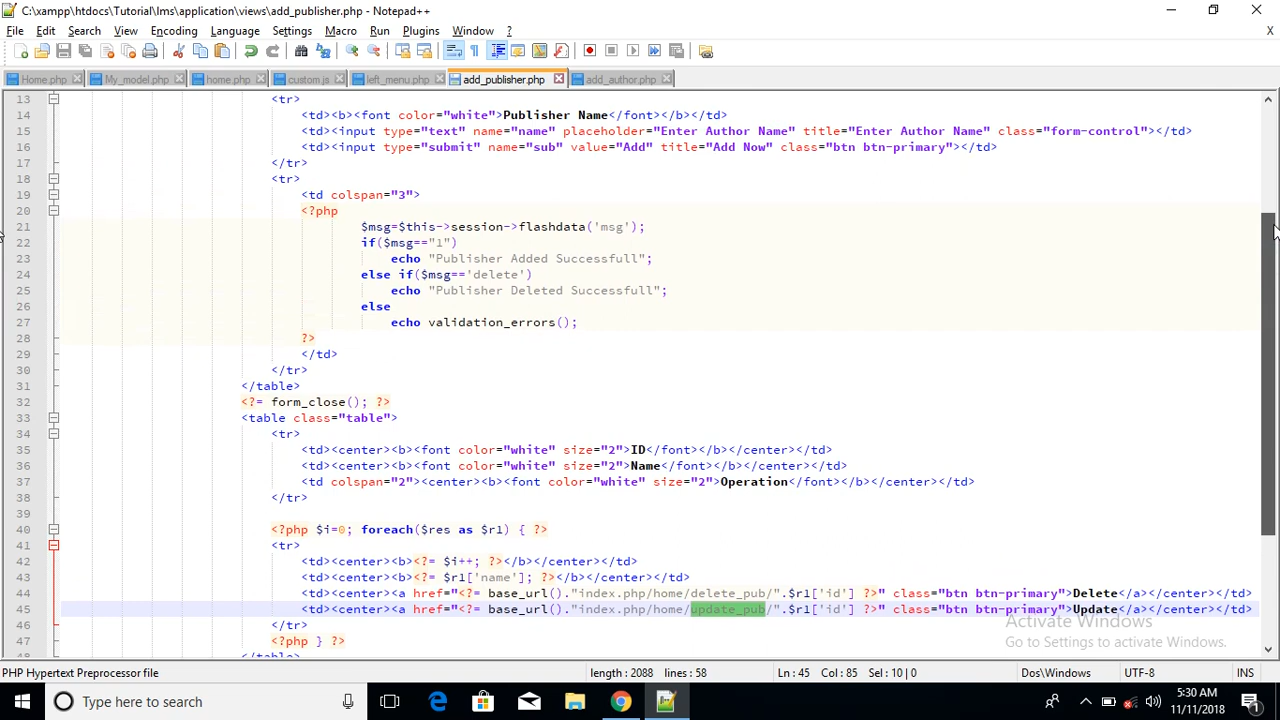 C:\xampp\htdocs\Tutorial\lms\application\views\add_publisher.php - Notepad++
File Edit Search View Encoding Language Settings Macro Run Plugins Window ? X
Home.php My_model.php home.php custom.js left_menu.php add_publisher.php add_author.php
13 <tr>
14 <td><b><font color="white">Publisher Name</font></b></td>
15 <td><input type="text" name="name" placeholder="Enter Author Name" title="Enter Author Name" class="form-control"></td>
16 <td><input type="submit" name="sub" value="Add" title="Add Now" class="btn btn-primary"></td>
17 </tr>
18 <tr>
19 <td colspan="3">
20 <?php
21 $msg=$this->session->flashdata('msg');
22 if($msg=="1")
23 echo "Publisher Added Successfull";
24 else if($msg=='delete')
25 echo "Publisher Deleted Successfull";
26 else
27 echo validation_errors();
28 ?>
29 </td>
30 </tr>
31 </table>
32 <?= form_close(); ?>
33 <table class="table">
34 <tr>
35 <td><center><b><font color="white" size="2">ID</font></b></center></td>
36 <td><center><b><font color="white" size="2">Name</font></b></center></td>
37 <td colspan="2"><center><b><font color="white" size="2">Operation</font></b></center></td>
38 </tr>
39
40 <?php $i=0; foreach($res as $r1) { ?>
41 <tr>
42 <td><center><b><?= $i++; ?></b></center></td>
43 <td><center><b><?= $r1['name']; ?></b></center></td>
44 <td><center><a href="<?= base_url()."index.php/home/delete_pub/".$r1['id'] ?>" class="btn btn-primary">Delete</a></center></td>
45 <td><center><a href="<?= base_url()."index.php/home/update_pub/".$r1['id'] ?>" class="btn btn-primary">Update</a></center></td>
46 </tr>
47 <?php } ?>
48 </table>
Activate Windows
Go to Settings to activate Windows.
PHP Hypertext Preprocessor file length : 2088 lines : 58 Ln : 45 Col : 85 Sel : 10 | 0 Dos\Windows UTF-8 INS
Type here to search
5:30 AM
11/11/2018
1